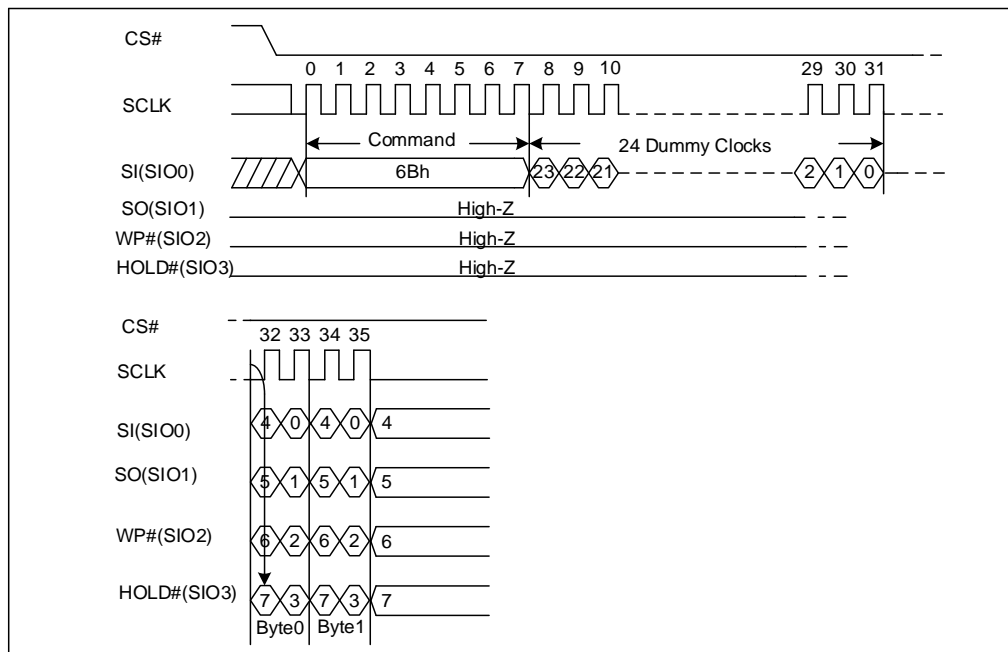 CS#
0 1 2 3 4 5 6 7 8 9 10 29 30 31
SCLK
Command 24 Dummy Clocks
SI(SIO0) 6Bh 23 22 21 2 1 0
SO(SIO1) High-Z
WP#(SIO2) High-Z
HOLD#(SIO3) High-Z
CS#
32 33 34 35
SCLK
SI(SIO0) 4 0 4 0 4
SO(SIO1) 5 1 5 1 5
WP#(SIO2) 6 2 6 2 6
HOLD#(SIO3) 7 3 7 3 7
Byte0 Byte1